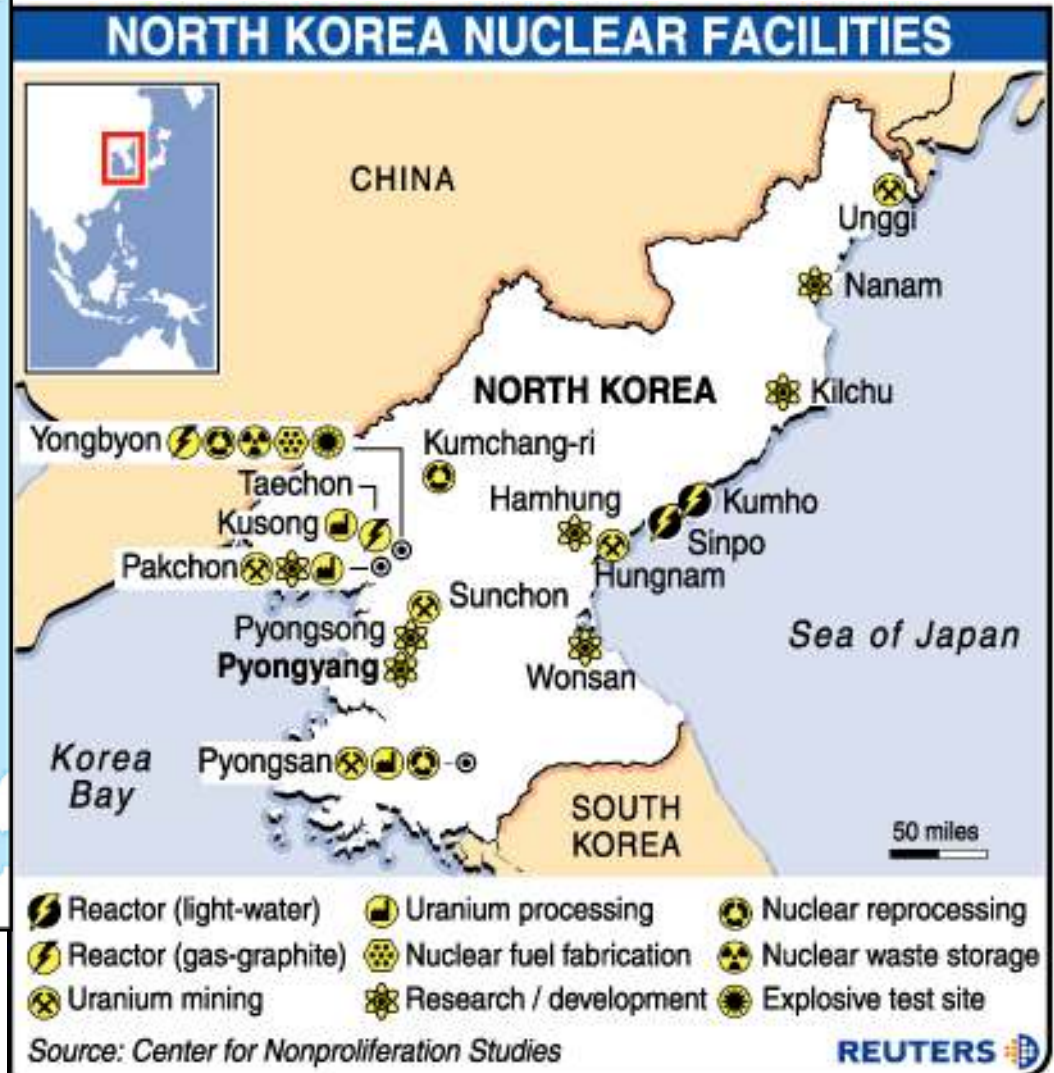 NORTH KOREA NUCLEAR FACILITIES
CHINA
Unggi
Nanam
NORTH KOREA
Kilchu
Yongbyon
Kumchang-ri
Taechon
Hamhung
Kumho
Kusong
Sinpo
Pakchon
Hungnam
Sunchon
Pyongsong
Sea of Japan
Pyongyang
Wonsan
Korea
Bay
Pyongsan
SOUTH
KOREA
50 miles
Reactor (light-water)
Uranium processing
Nuclear reprocessing
Reactor (gas-graphite)
Nuclear fuel fabrication
Nuclear waste storage
Uranium mining
Research / development
Explosive test site
Source: Center for Nonproliferation Studies
REUTERS